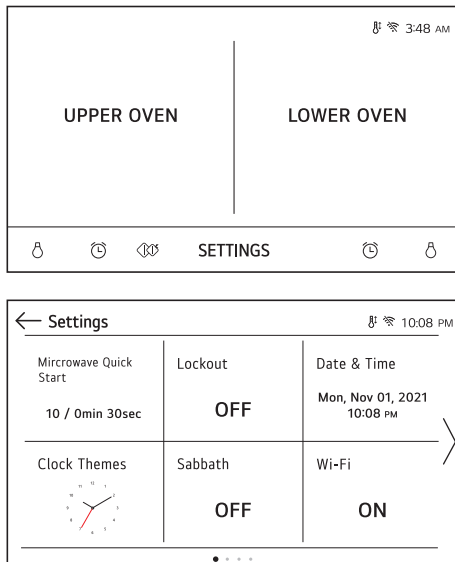 3:48 AM
UPPER OVEN
LOWER OVEN
SETTINGS
Settings
10:08 PM
Mircrowave Quick
Start
10 / 0min 30sec
Lockout
OFF
Date & Time
Mon, Nov 01, 2021
10:08 PM
Clock Themes
Sabbath
OFF
Wi-Fi
ON